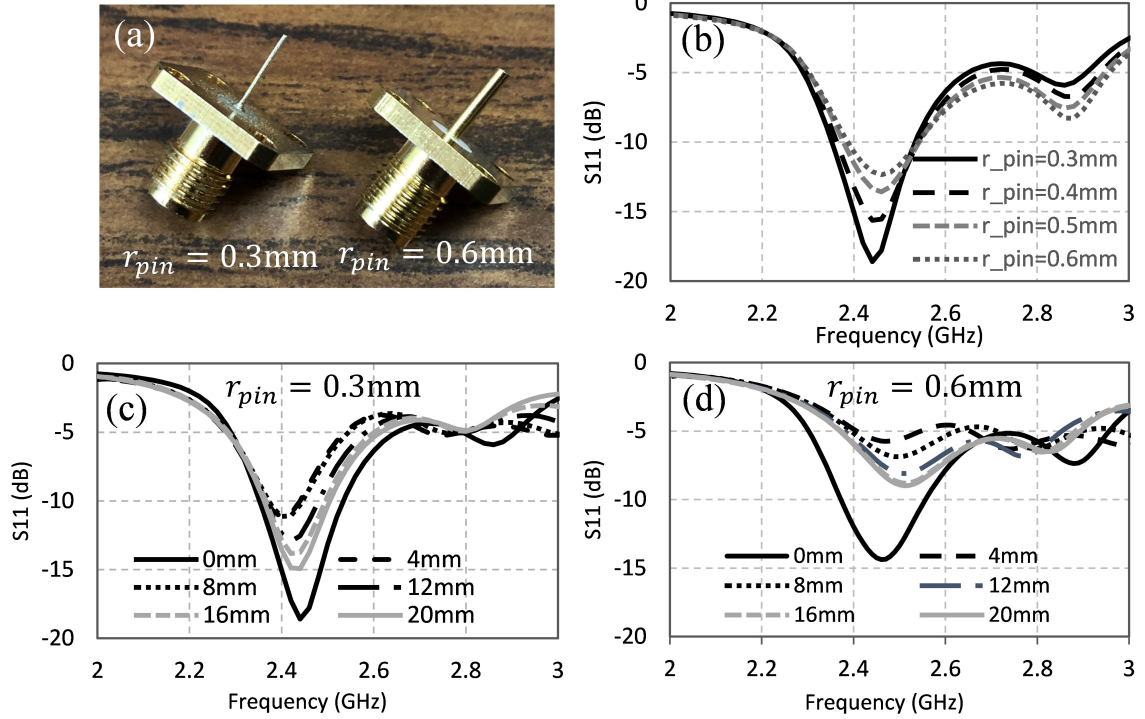 (a)
r_pin = 0.3mm r_pin = 0.6mm
(b)
S11 (dB)
0
-5
-10
-15
-20
r_pin=0.3mm
r_pin=0.4mm
r_pin=0.5mm
r_pin=0.6mm
2 2.2 2.4 2.6 2.8 3
Frequency (GHz)
(c)
r_pin = 0.3mm
S11 (dB)
0
-5
-10
-15
-20
0mm 4mm
8mm 12mm
16mm 20mm
2 2.2 2.4 2.6 2.8 3
Frequency (GHz)
(d)
r_pin = 0.6mm
S11 (dB)
0
-5
-10
-15
-20
0mm 4mm
8mm 12mm
16mm 20mm
2 2.2 2.4 2.6 2.8 3
Frequency (GHz)